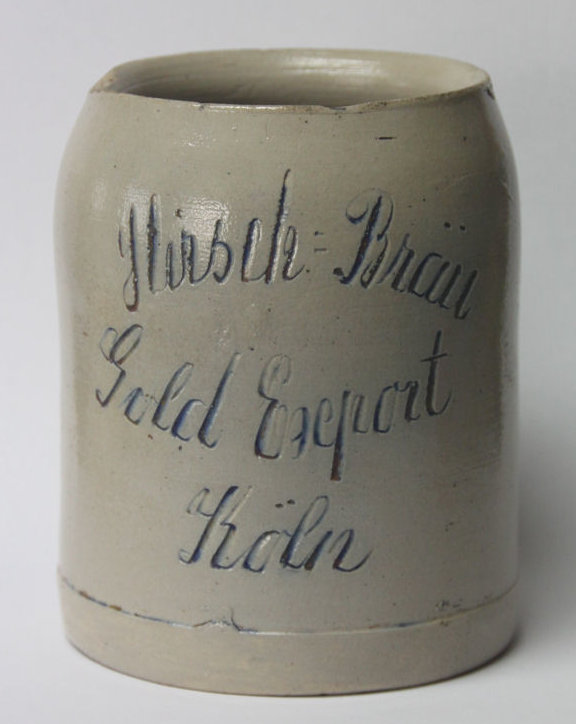 Hirsch=Bräu
Gold Export
Köln